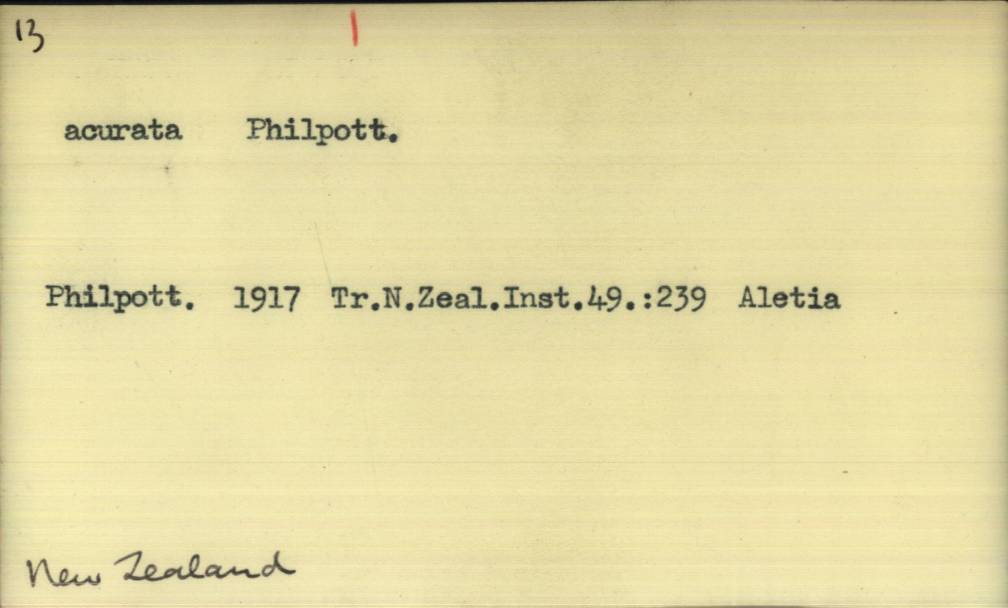 13
acurata Philpott.
Philpott. 1917 Tr.N.Zeal.Inst.49.:239 Aletia
New Zealand